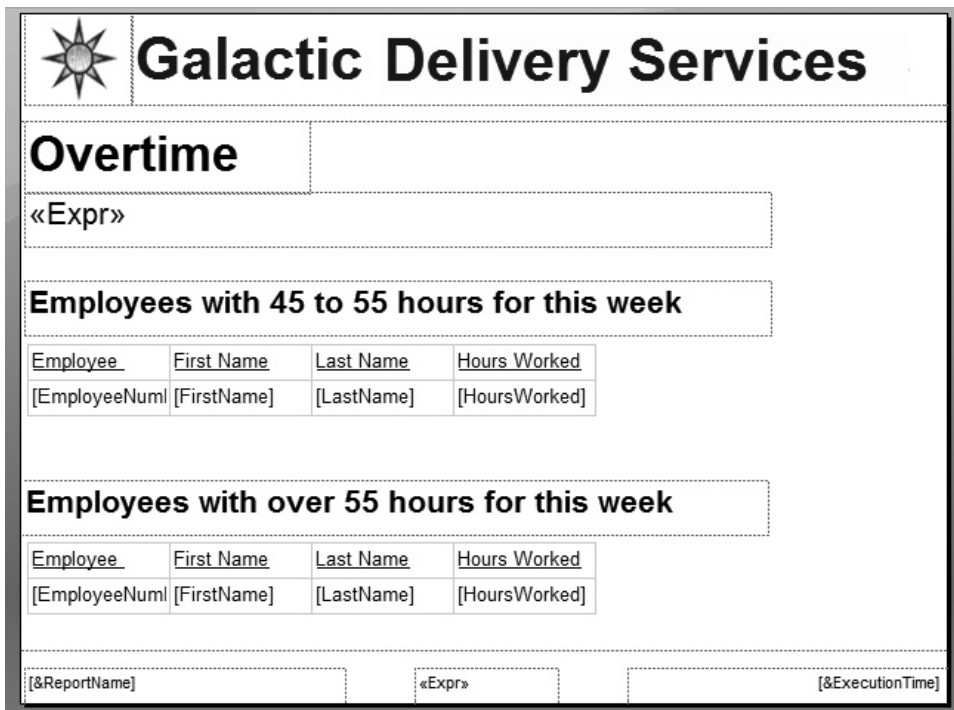 Galactic Delivery Services
Overtime
«Expr»
Employees with 45 to 55 hours for this week
Employee First Name Last Name Hours Worked
[EmployeeNuml [FirstName] [LastName] [HoursWorked]
Employees with over 55 hours for this week
Employee First Name Last Name Hours Worked
[EmployeeNuml [FirstName] [LastName] [HoursWorked]
[&ReportName] «Expr» [&ExecutionTime]